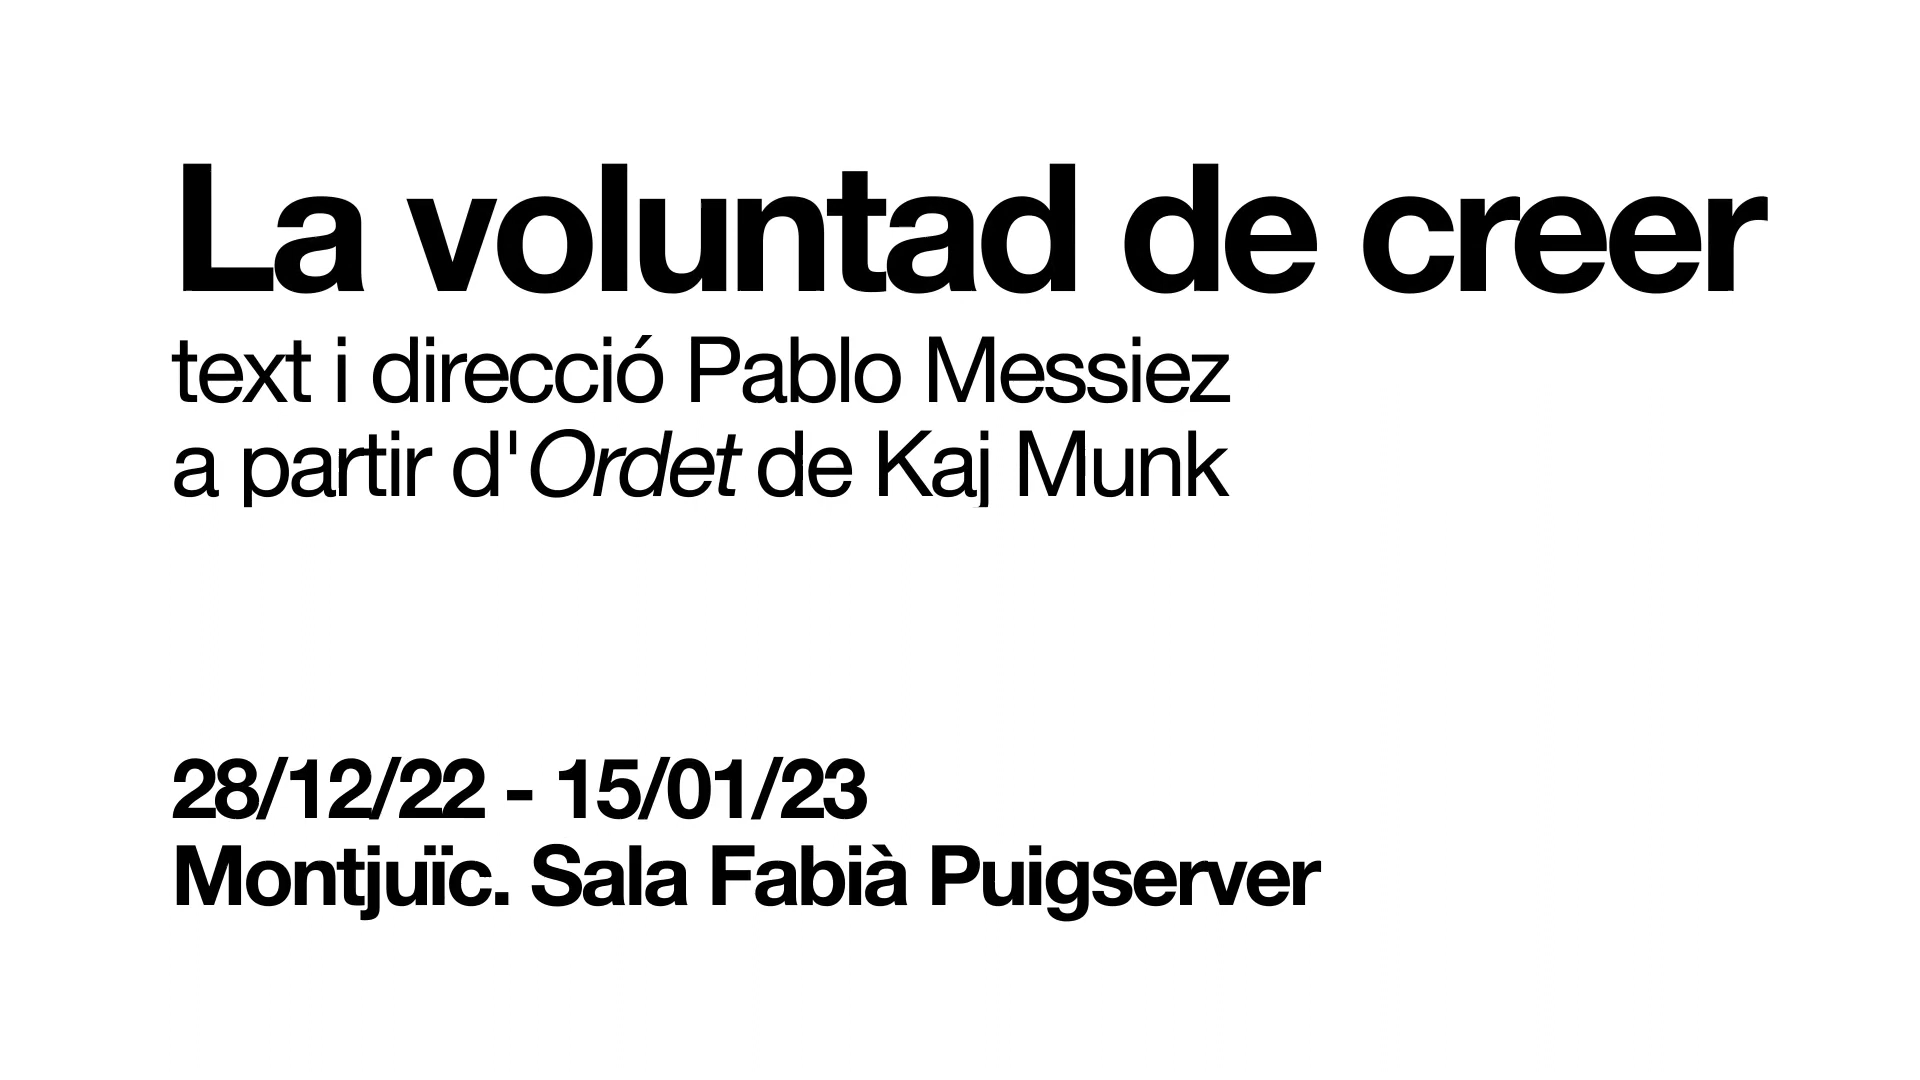 La voluntad de creer
text i direcció Pablo Messiez
a partir d'Ordet de Kaj Munk
28/12/22 - 15/01/23
Montjuïc. Sala Fabià Puigserver